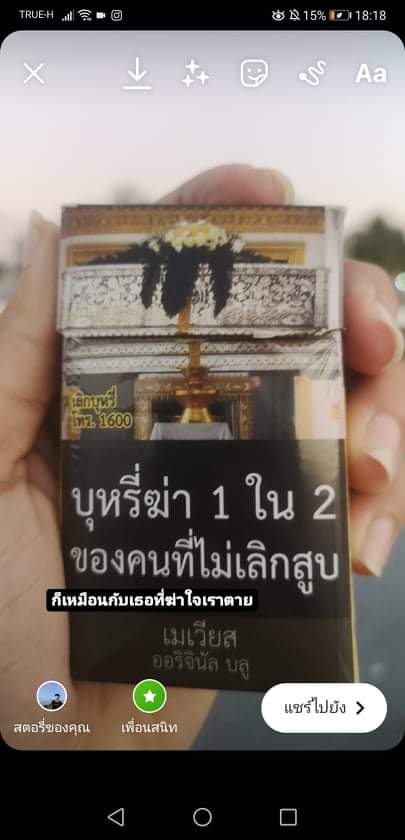 TRUE-H
15%
18:18
Aa
เลิกบุหรี่
โทร. 1600
บุหรี่ฆ่า 1 ใน 2
ของคนที่ไม่เลิกสูบ
ก็เหมือนกับเธอที่ฆ่าใจเราตาย
เมเวียส
ออริจินัล บลู
สตอรี่ของคุณ
เพื่อนสนิท
แชร์ไปยัง